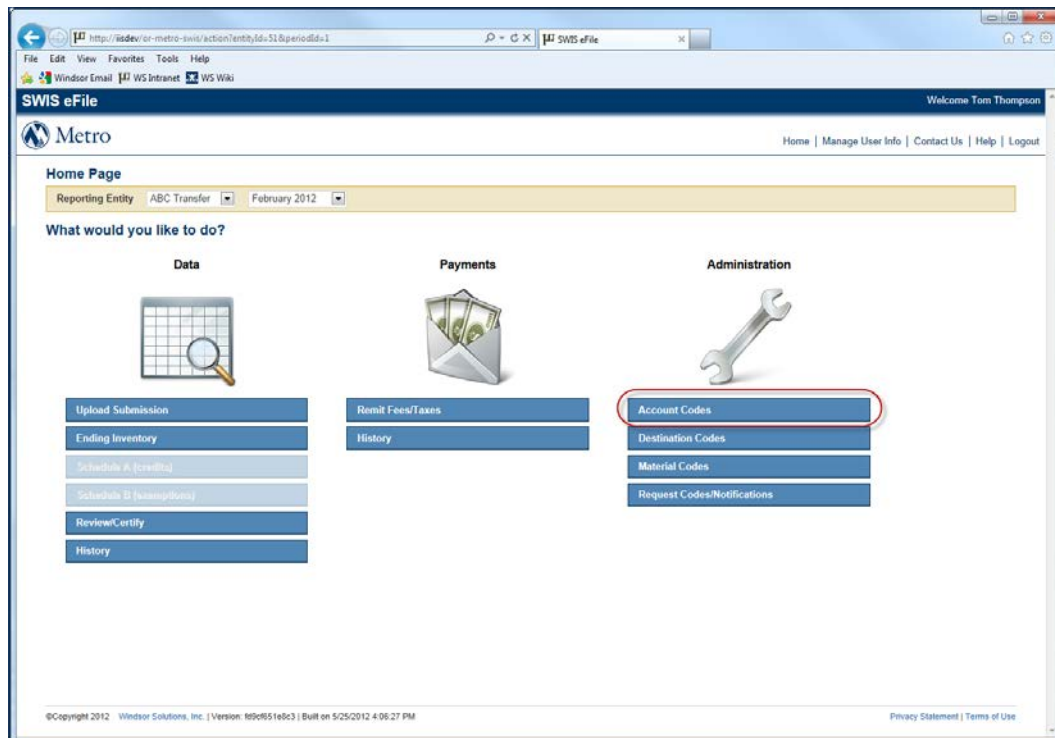 http://iisdev/or-metro-swis/action?entityId=51&periodId=1
SWIS eFile
File Edit View Favorites Tools Help
Windsor Email WS Intranet WS Wiki
SWIS eFile Welcome Tom Thompson
Metro
Home | Manage User Info | Contact Us | Help | Logout
Home Page
Reporting Entity ABC Transfer February 2012
What would you like to do?
Data Payments Administration
Upload Submission Remit Fees/Taxes Account Codes
Ending Inventory History Destination Codes
Schedule A (credits) Material Codes
Schedule B (exemptions) Request Codes/Notifications
Review/Certify
History
©Copyright 2012 Windsor Solutions, Inc. | Version: fd9cf651e8c3 | Built on 5/25/2012 4:06:27 PM Privacy Statement | Terms of Use